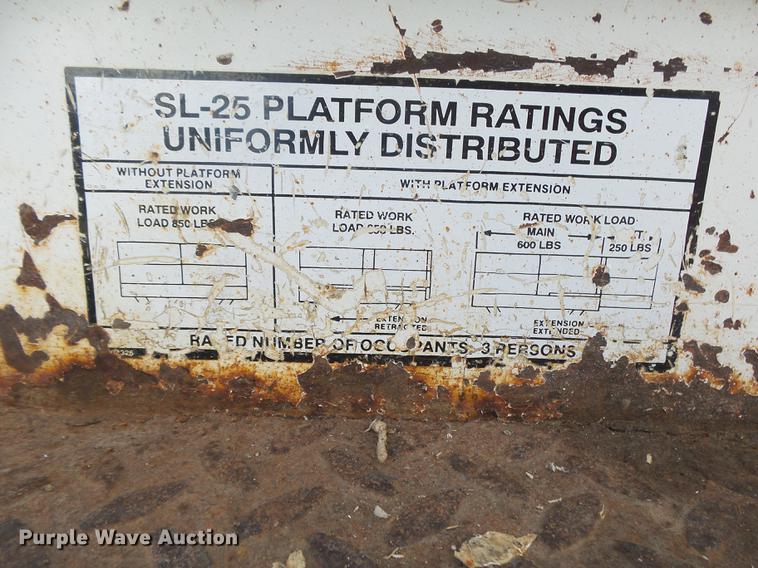 SL-25 PLATFORM RATINGS
UNIFORMLY DISTRIBUTED
WITHOUT PLATFORM
EXTENSION
WITH PLATFORM EXTENSION
RATED WORK
LOAD 850 LBS.
RATED WORK
LOAD 850 LBS.
RATED WORK LOAD
MAIN
600 LBS
250 LBS
EXTENSION
RETRACTED
EXTENSION
EXTENDED
RATED NUMBER OF OCCUPANTS: 3 PERSONS
Purple Wave Auction